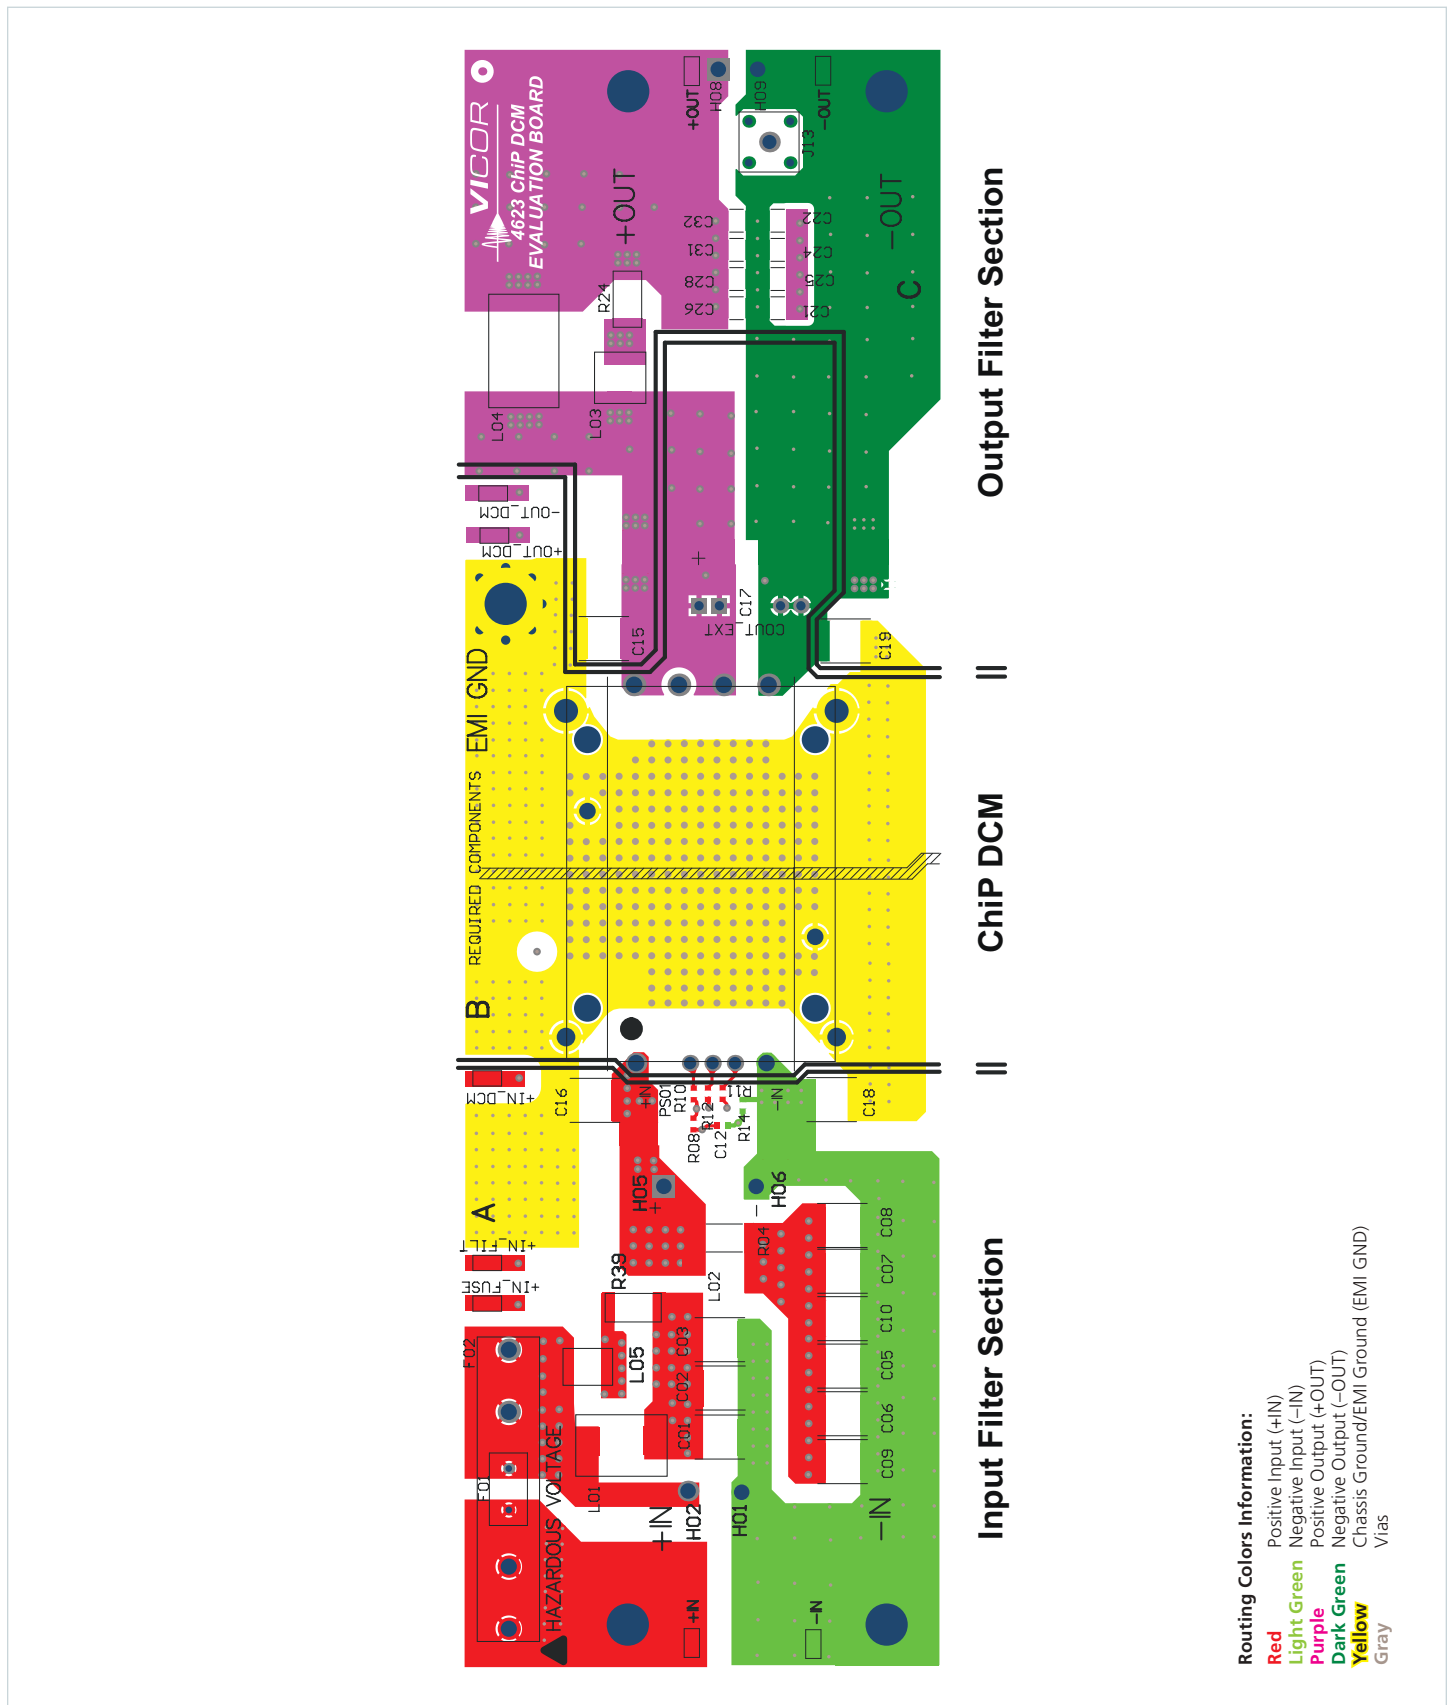 VICOR
4623 ChiP DCM
EVALUATION BOARD
+OUT
H08
H09
-OUT
J13
+OUT
-OUT
C32
C31
C28
C26
C22
C24
C25
C21
C
R24
L04
L03
-OUT_DCM
+OUT_DCM
+
C17
COUT_EXT
C15
C19
EMI GND
REQUIRED COMPONENTS
B
+IN_DCM
C16
+IN
PS01
R10
R12
R11
-IN
R08
C12
R14
C18
A
+IN_FILT
+IN_FUSE
H05
+
-
H06
R39
L02
R04
C08
C07
C10
C05
C06
C09
F02
L05
C03
C02
C01
F01
L01
HAZARDOUS VOLTAGE
+IN
H02
H01
-IN
+IN
-IN
Output Filter Section
ChiP DCM
Input Filter Section
=
=
Routing Colors Information:
Red Positive Input (+IN)
Light Green Negative Input (–IN)
Purple Positive Output (+OUT)
Dark Green Negative Output (–OUT)
Yellow Chassis Ground/EMI Ground (EMI GND)
Gray Vias